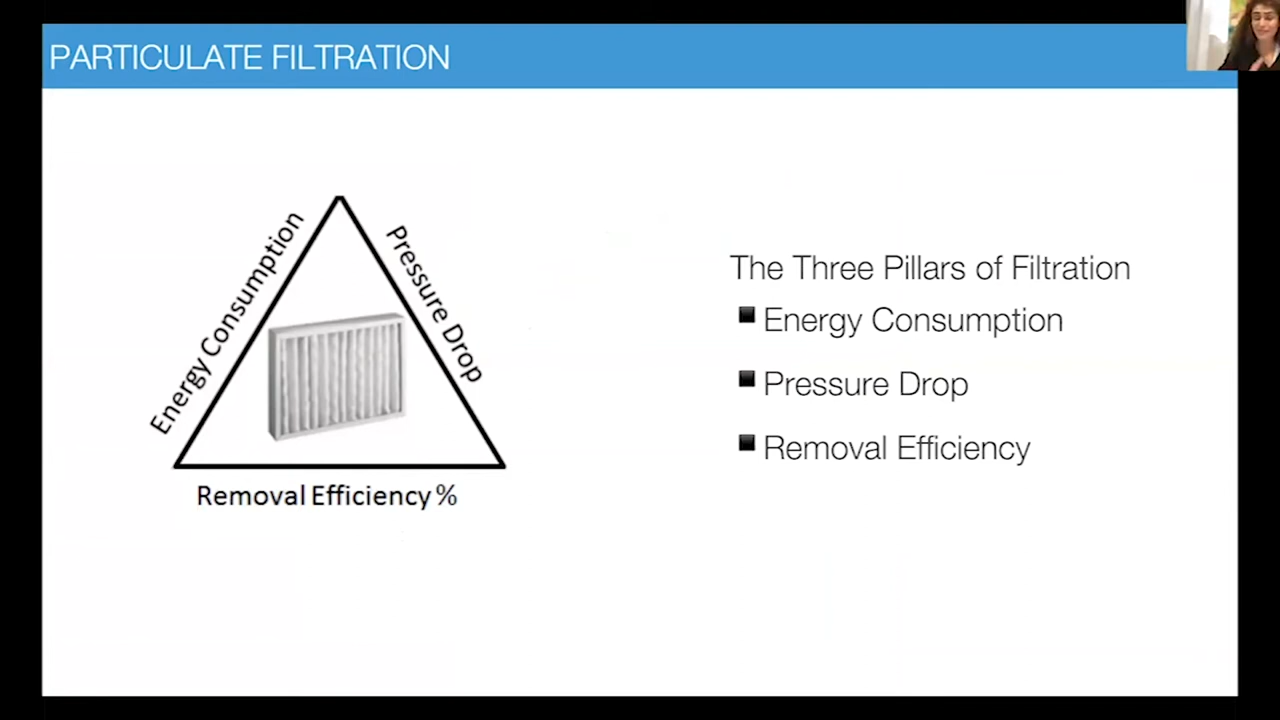 PARTICULATE FILTRATION
Energy Consumption
Pressure Drop
Removal Efficiency %
The Three Pillars of Filtration
Energy Consumption
Pressure Drop
Removal Efficiency